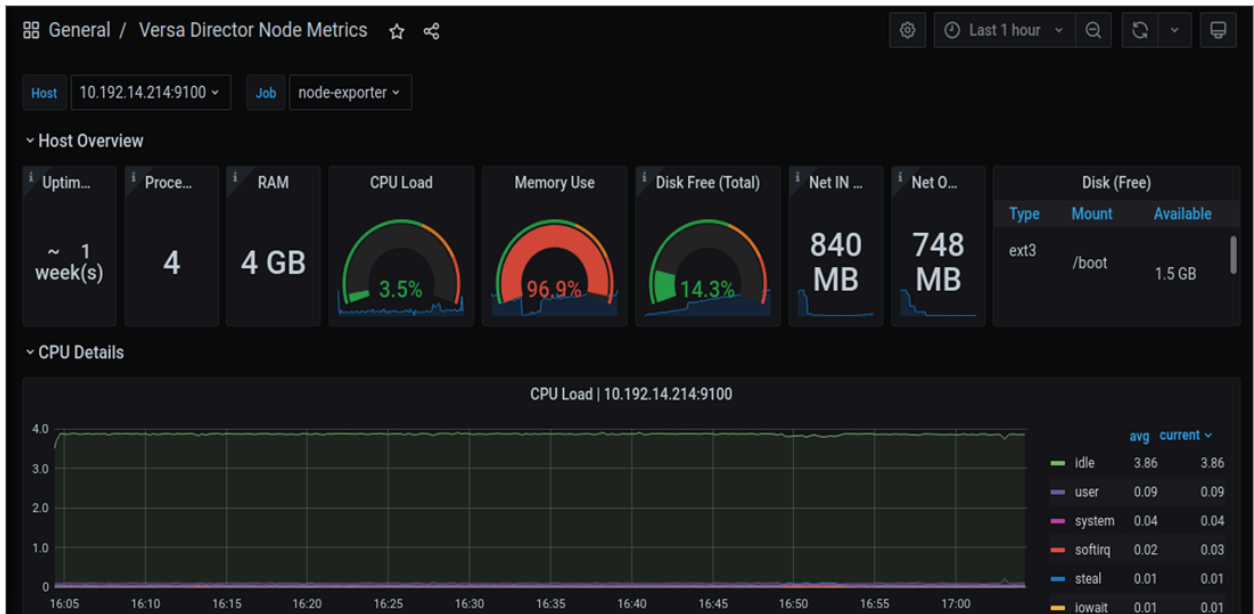 General / Versa Director Node Metrics
Last 1 hour
Host 10.192.14.214:9100 Job node-exporter
Host Overview
i Uptim... i Proce... i RAM CPU Load Memory Use i Disk Free (Total) i Net IN ... i Net O... Disk (Free)
Type Mount Available
~ 1 week(s) 4 4 GB 3.5% 96.9% 14.3% 840 MB 748 MB ext3 /boot 1.5 GB
CPU Details
CPU Load | 10.192.14.214:9100
4.0
3.0
2.0
1.0
0
16:05 16:10 16:15 16:20 16:25 16:30 16:35 16:40 16:45 16:50 16:55 17:00
avg current
idle 3.86 3.86
user 0.09 0.09
system 0.04 0.04
softirq 0.02 0.03
steal 0.01 0.01
iowait 0.01 0.01